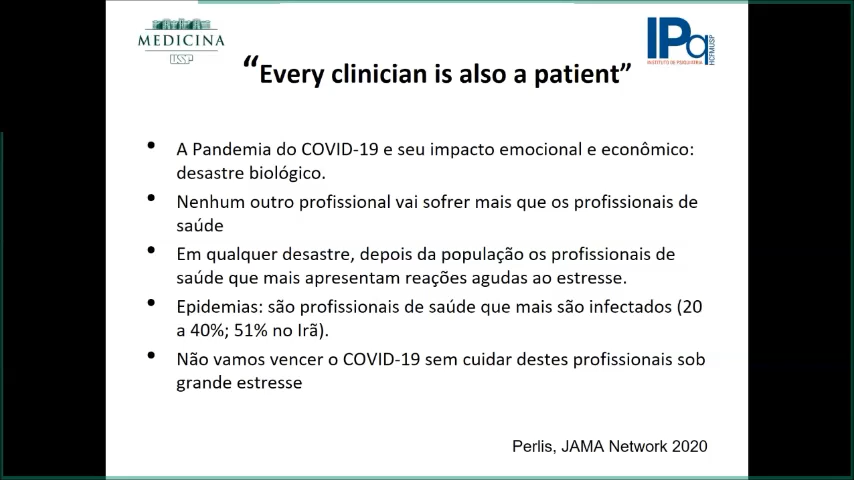 MEDICINA
USP
IPq
INSTITUTO DE PSIQUIATRIA
HCFMUSP
“Every clinician is also a patient”
• A Pandemia do COVID-19 e seu impacto emocional e econômico:
desastre biológico.
• Nenhum outro profissional vai sofrer mais que os profissionais de
saúde
• Em qualquer desastre, depois da população os profissionais de
saúde que mais apresentam reações agudas ao estresse.
• Epidemias: são profissionais de saúde que mais são infectados (20
a 40%; 51% no Irã).
• Não vamos vencer o COVID-19 sem cuidar destes profissionais sob
grande estresse
Perlis, JAMA Network 2020